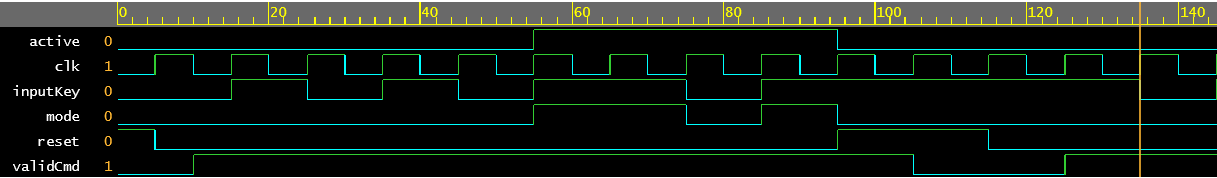 0 20 40 60 80 100 120 140
active 0
clk 1
inputKey 0
mode 0
reset 0
validCmd 1